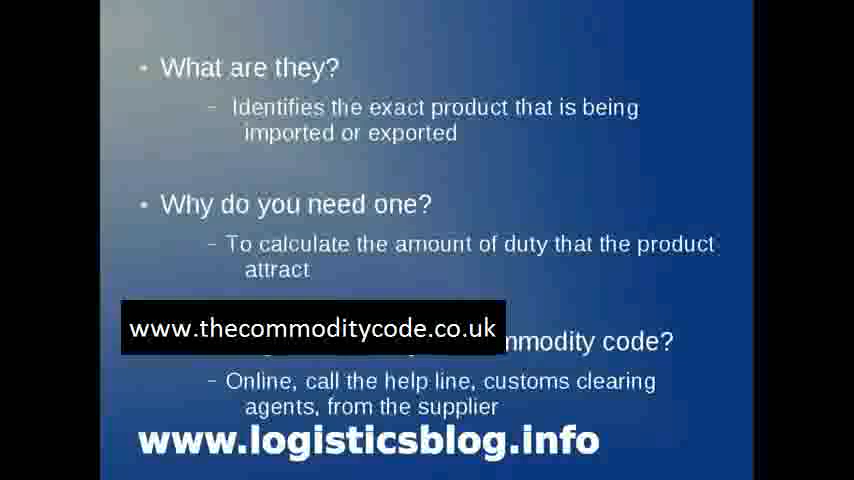 • What are they?
– Identifies the exact product that is being
imported or exported
• Why do you need one?
– To calculate the amount of duty that the product
attract
www.thecommoditycode.co.uk
mmodity code?
– Online, call the help line, customs clearing
agents, from the supplier
www.logisticsblog.info